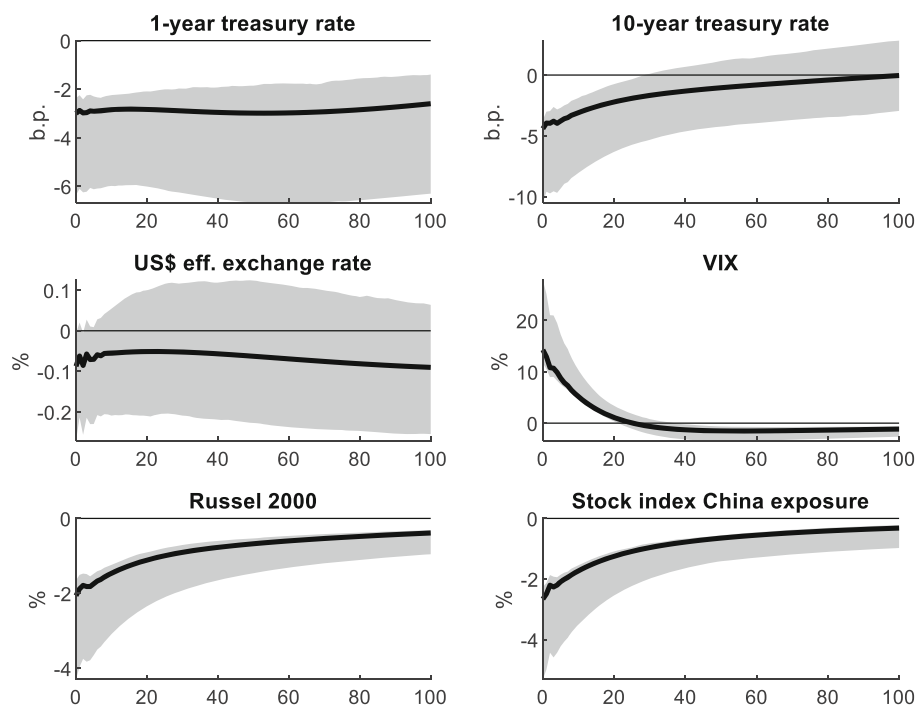 1-year treasury rate
0
-2
-4
-6
b.p.
0 20 40 60 80 100
10-year treasury rate
0
-5
-10
b.p.
0 20 40 60 80 100
US$ eff. exchange rate
0.1
0
-0.1
-0.2
%
0 20 40 60 80 100
VIX
20
10
0
%
0 20 40 60 80 100
Russel 2000
0
-2
-4
%
0 20 40 60 80 100
Stock index China exposure
0
-2
-4
%
0 20 40 60 80 100